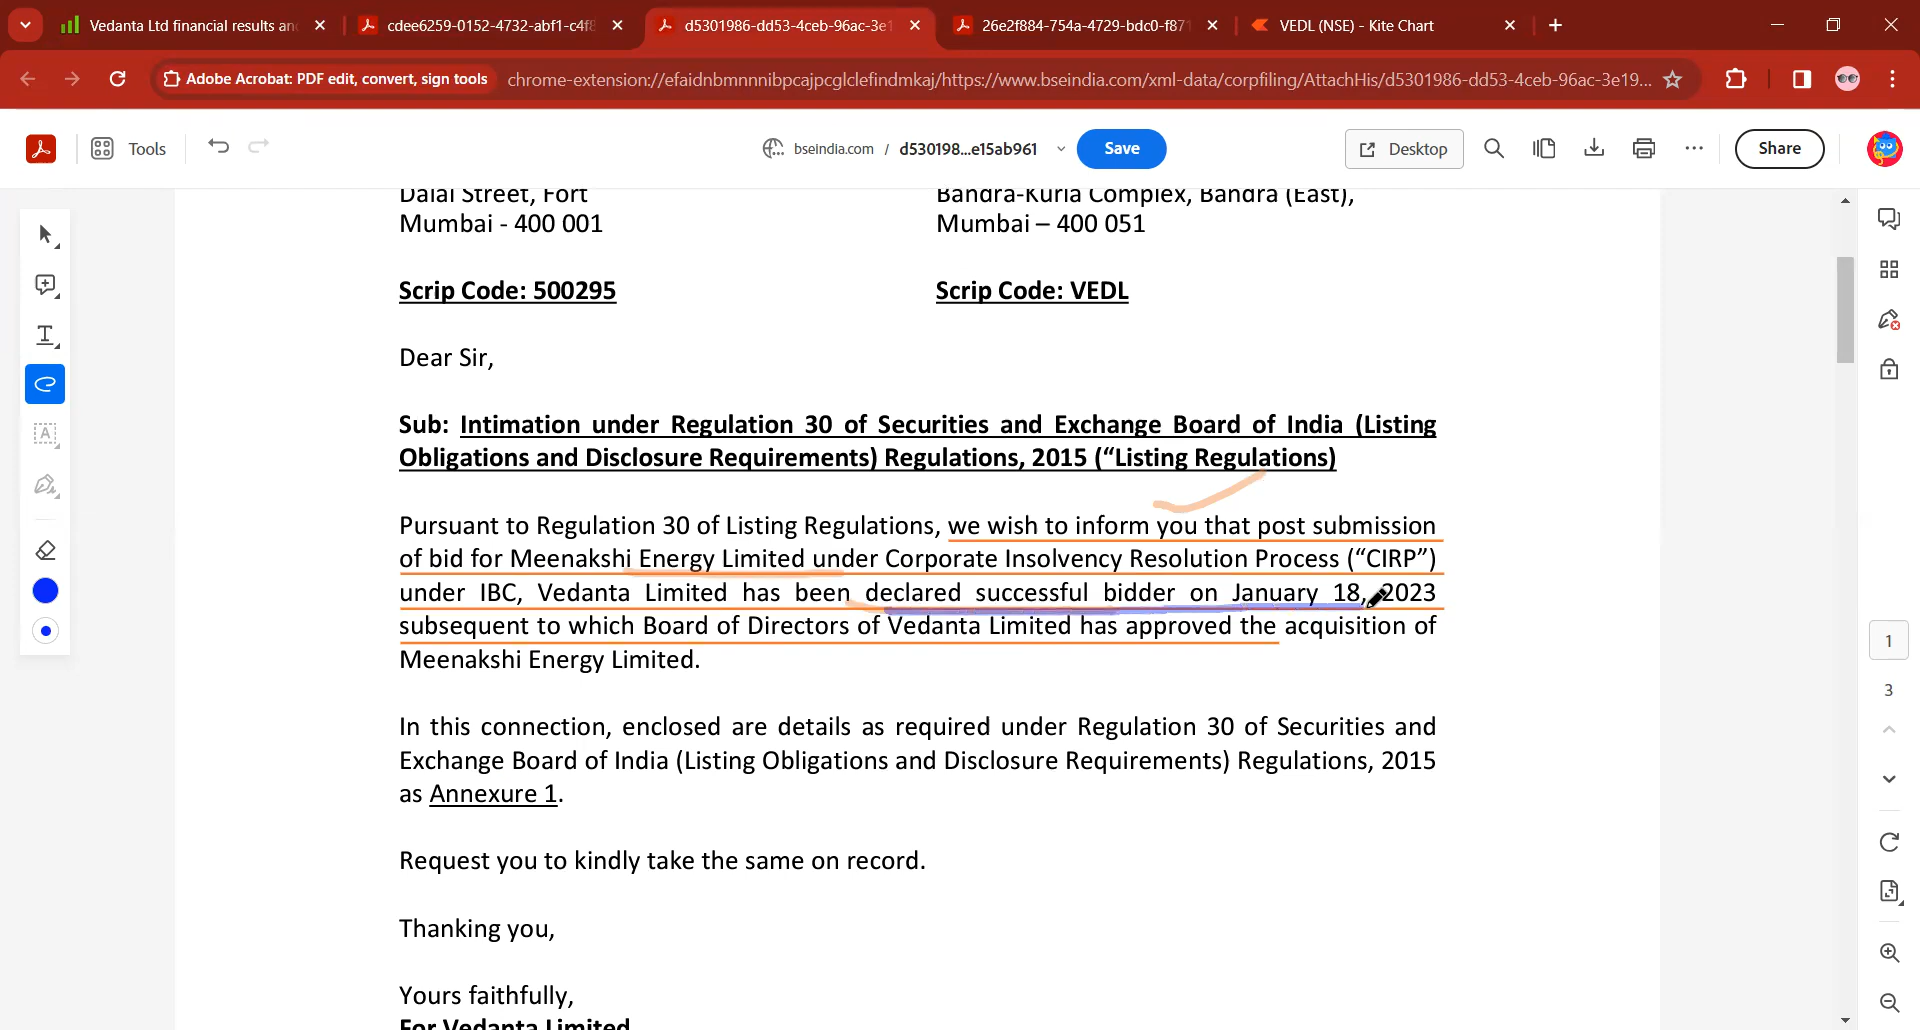 Vedanta Ltd financial results an
cdee6259-0152-4732-abf1-c4f8
d5301986-dd53-4ceb-96ac-3e1
26e2f884-754a-4729-bdc0-f871
VEDL (NSE) - Kite Chart
Adobe Acrobat: PDF edit, convert, sign tools
chrome-extension://efaidnbmnnnibpcajpcglclefindmkaj/https://www.bseindia.com/xml-data/corpfiling/AttachHis/d5301986-dd53-4ceb-96ac-3e19...
Tools
bseindia.com / d530198...e15ab961
Save
Desktop
Share
Dalal Street, Fort
Bandra-Kurla Complex, Bandra (East),
Mumbai - 400 001
Mumbai – 400 051
Scrip Code: 500295
Scrip Code: VEDL
Dear Sir,
Sub: Intimation under Regulation 30 of Securities and Exchange Board of India (Listing
Obligations and Disclosure Requirements) Regulations, 2015 (“Listing Regulations)
Pursuant to Regulation 30 of Listing Regulations, we wish to inform you that post submission
of bid for Meenakshi Energy Limited under Corporate Insolvency Resolution Process (“CIRP”)
under IBC, Vedanta Limited has been declared successful bidder on January 18, 2023
subsequent to which Board of Directors of Vedanta Limited has approved the acquisition of
Meenakshi Energy Limited.
In this connection, enclosed are details as required under Regulation 30 of Securities and
Exchange Board of India (Listing Obligations and Disclosure Requirements) Regulations, 2015
as Annexure 1.
Request you to kindly take the same on record.
Thanking you,
Yours faithfully,
For Vedanta Limited
1
3